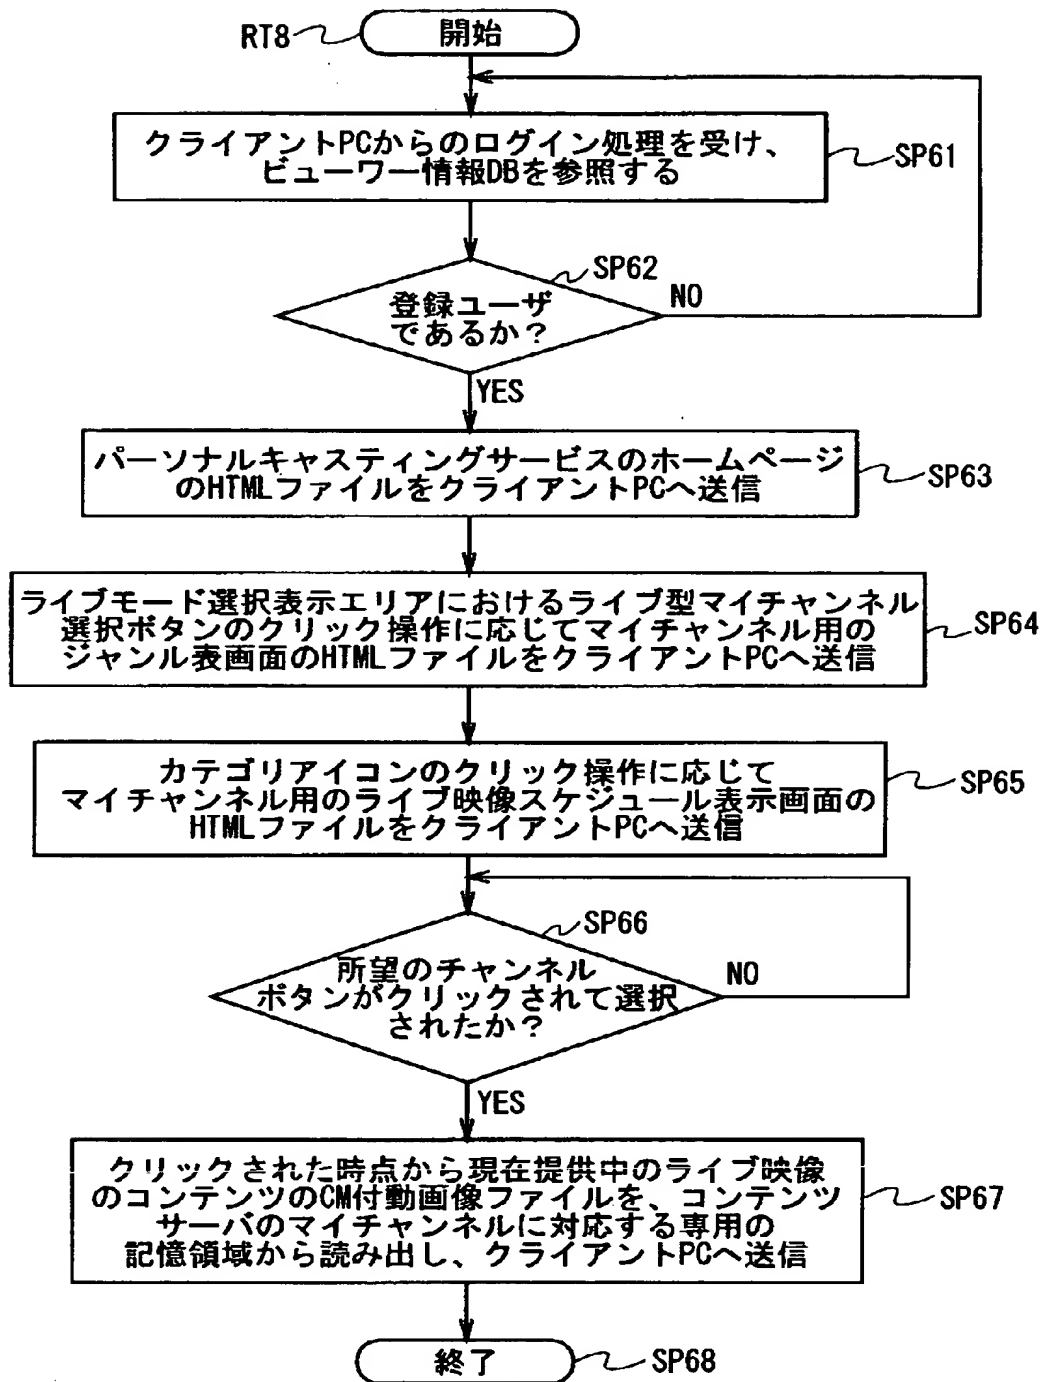 RT8
開始
クライアントPCからのログイン処理を受け、
ビューワー情報DBを参照する
SP61
SP62
登録ユーザ
であるか？
NO
YES
パーソナルキャスティングサービスのホームページ
のHTMLファイルをクライアントPCへ送信
SP63
ライブモード選択表示エリアにおけるライブ型マイチャンネル
選択ボタンのクリック操作に応じてマイチャンネル用の
ジャンル表画面のHTMLファイルをクライアントPCへ送信
SP64
カテゴリアイコンのクリック操作に応じて
マイチャンネル用のライブ映像スケジュール表示画面の
HTMLファイルをクライアントPCへ送信
SP65
SP66
所望のチャンネル
ボタンがクリックされて選択
されたか？
NO
YES
クリックされた時点から現在提供中のライブ映像
のコンテンツのCM付動画像ファイルを、コンテンツ
サーバのマイチャンネルに対応する専用の
記憶領域から読み出し、クライアントPCへ送信
SP67
終了
SP68